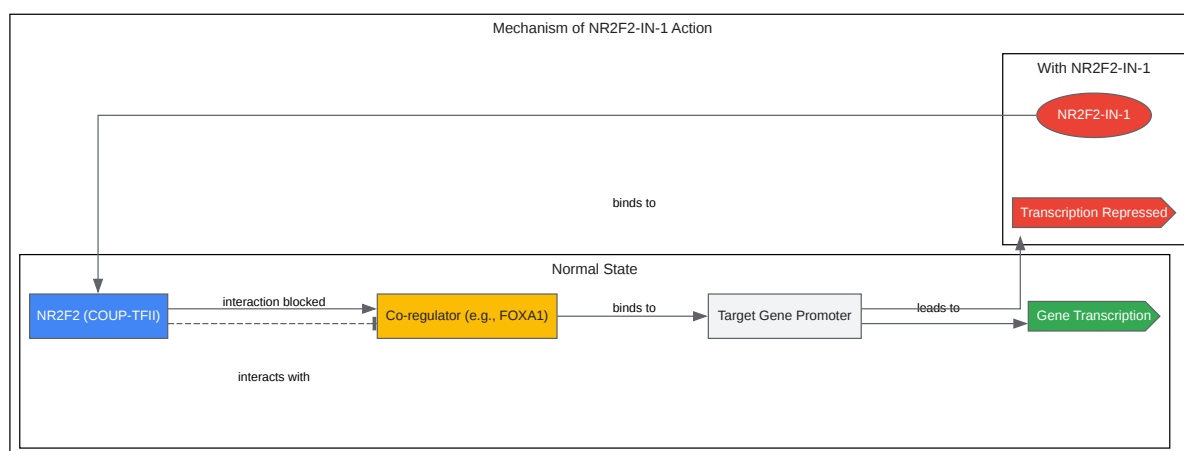 Mechanism of NR2F2-IN-1 Action
With NR2F2-IN-1
NR2F2-IN-1
binds to
Transcription Repressed
Normal State
NR2F2 (COUP-TFII)
interaction blocked
Co-regulator (e.g., FOXA1)
binds to
Target Gene Promoter
leads to
Gene Transcription
interacts with